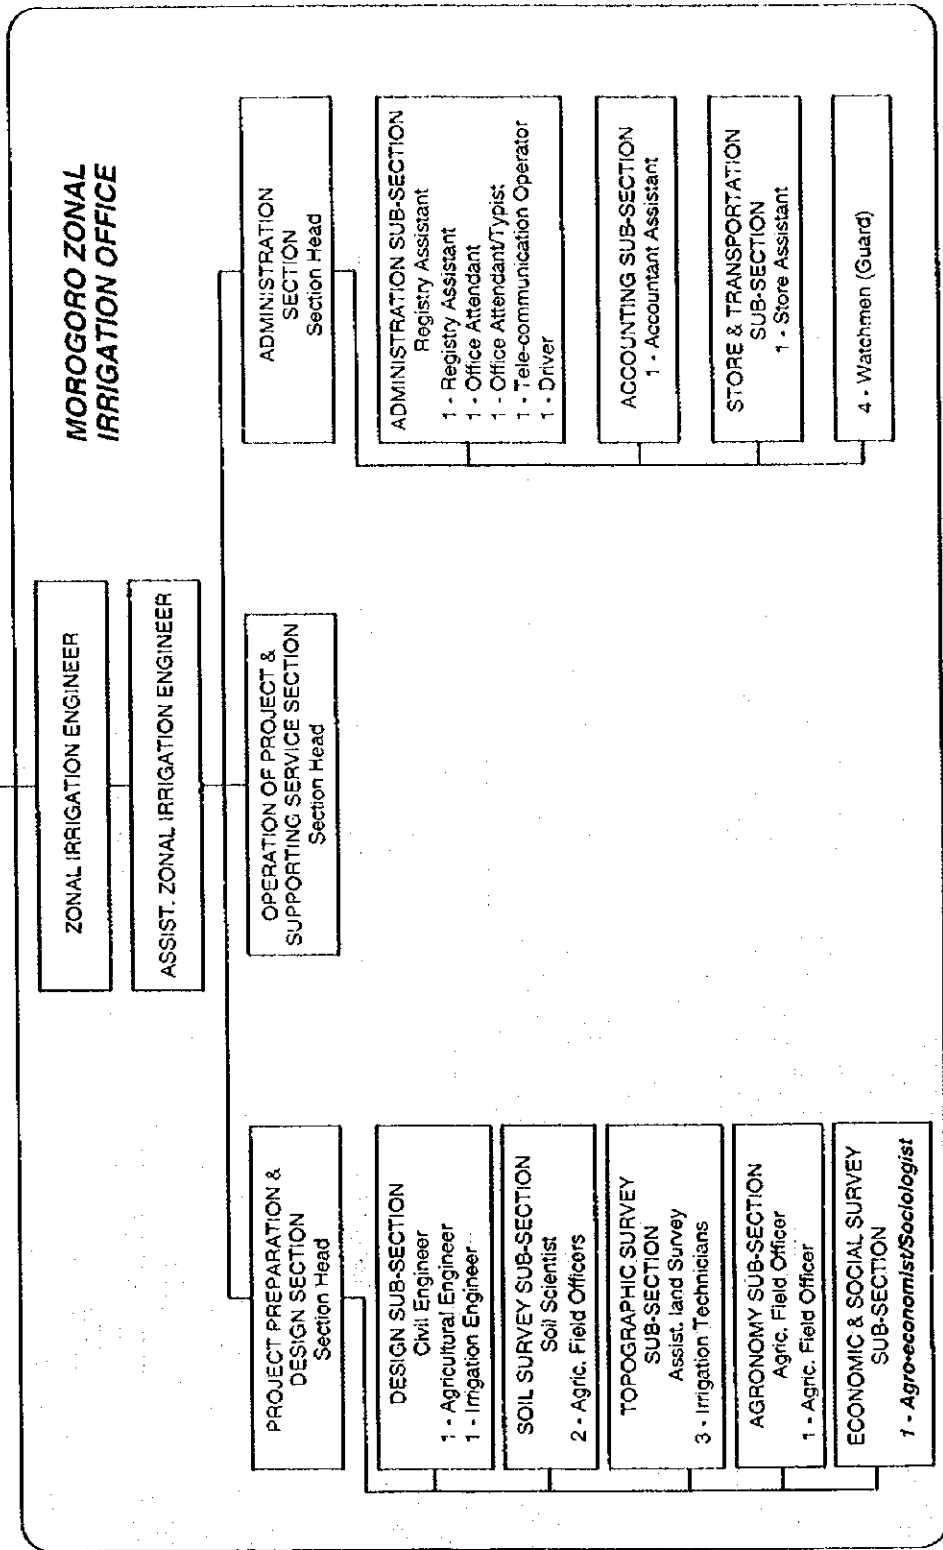 MOROGORO ZONAL
IRRIGATION OFFICE
ZONAL IRRIGATION ENGINEER
ASSIST. ZONAL IRRIGATION ENGINEER
PROJECT PREPARATION &
DESIGN SECTION
Section Head
DESIGN SUB-SECTION
Civil Engineer
1 - Agricultural Engineer
1 - Irrigation Engineer
SOIL SURVEY SUB-SECTION
Soil Scientist
2 - Agric. Field Officers
TOPOGRAPHIC SURVEY
SUB-SECTION
Assist. land Survey
3 - Irrigation Technicians
AGRONOMY SUB-SECTION
Agric. Field Officer
1 - Agric. Field Officer
ECONOMIC & SOCIAL SURVEY
SUB-SECTION
1 - Agro-economist/Sociologist
OPERATION OF PROJECT &
SUPPORTING SERVICE SECTION
Section Head
ADMINISTRATION
SECTION
Section Head
ADMINISTRATION SUB-SECTION
Registry Assistant
1 - Registry Assistant
1 - Office Attendant
1 - Office Attendant/Typist
1 - Tele-communication Operator
1 - Driver
ACCOUNTING SUB-SECTION
1 - Accountant Assistant
STORE & TRANSPORTATION
SUB-SECTION
1 - Store Assistant
4 - Watchmen (Guard)